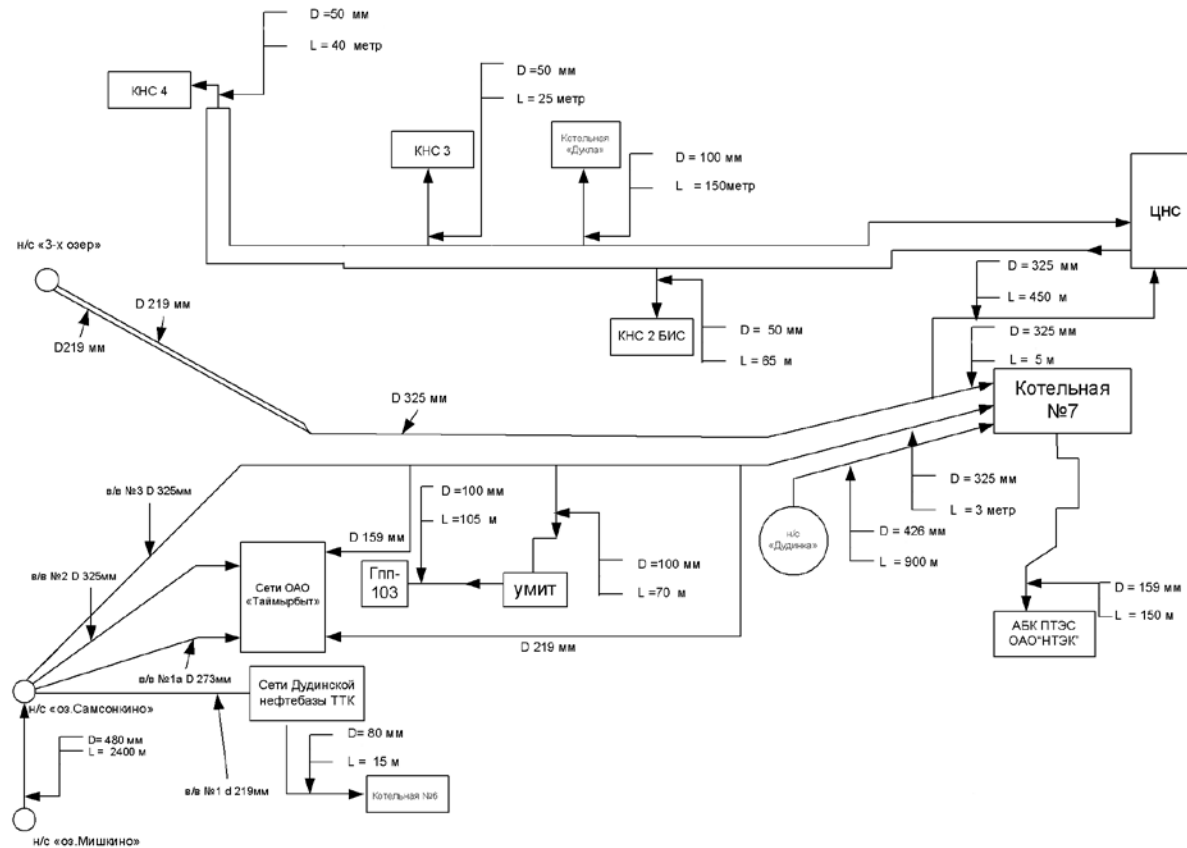 D =50 мм
L = 40 метр
КНС 4
D =50 мм
L = 25 метр
КНС 3
Котельная
«Дукла»
D = 100 мм
L = 150метр
ЦНС
н/с «3-х озер»
D 219 мм
D219 мм
КНС 2 БИС
D = 50мм
L = 65 м
D = 325 мм
L = 450 м
D = 325 мм
L = 5 м
Котельная
№7
D 325 мм
в/в №3 D 325мм
в/в №2 D 325мм
D 159 мм
D =100 мм
L =105 м
Сети ОАО
«Таймырбыт»
Гпп-
103
умит
D =100 мм
L =70 м
D 219 мм
н/с
«Дудинка»
D = 325 мм
L = 3 метр
D = 426 мм
L = 900 м
D = 159 мм
L = 150 м
АБК ПТЭС
ОАО"НТЭК"
в/в №1а D 273мм
н/с «оз.Самсонкино»
Сети Дудинской
нефтебазы ТТК
D= 480 мм
L = 2400 м
в/в №1 d 219мм
D= 80 мм
L = 15 м
Котельная №6
н/с «оз.Мишкино»